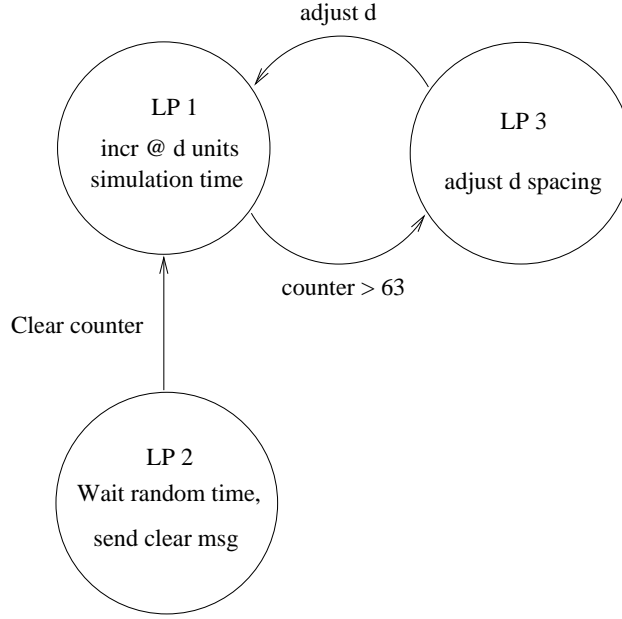 adjust d
LP 1
incr @ d units
simulation time
LP 3
adjust d spacing
counter > 63
Clear counter
LP 2
Wait random time,
send clear msg